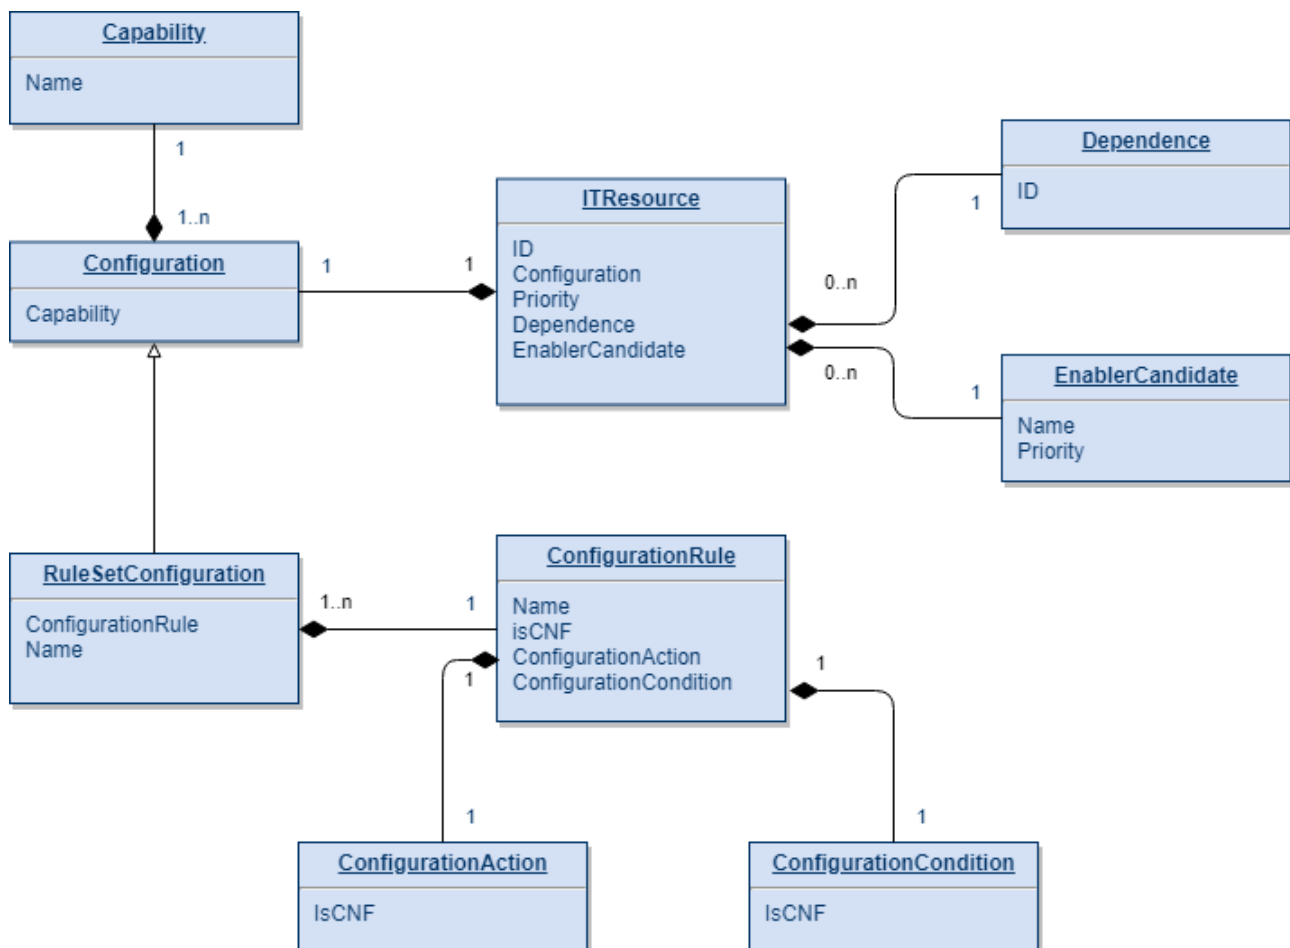 Capability
Name
1
1..n
Configuration
Capability
1
1
ITResource
ID
Configuration
Priority
Dependence
EnablerCandidate
0..n
1
Dependence
ID
0..n
1
EnablerCandidate
Name
Priority
RuleSetConfiguration
ConfigurationRule
Name
1..n
1
ConfigurationRule
Name
isCNF
ConfigurationAction
ConfigurationCondition
1
1
1
1
ConfigurationAction
IsCNF
ConfigurationCondition
IsCNF